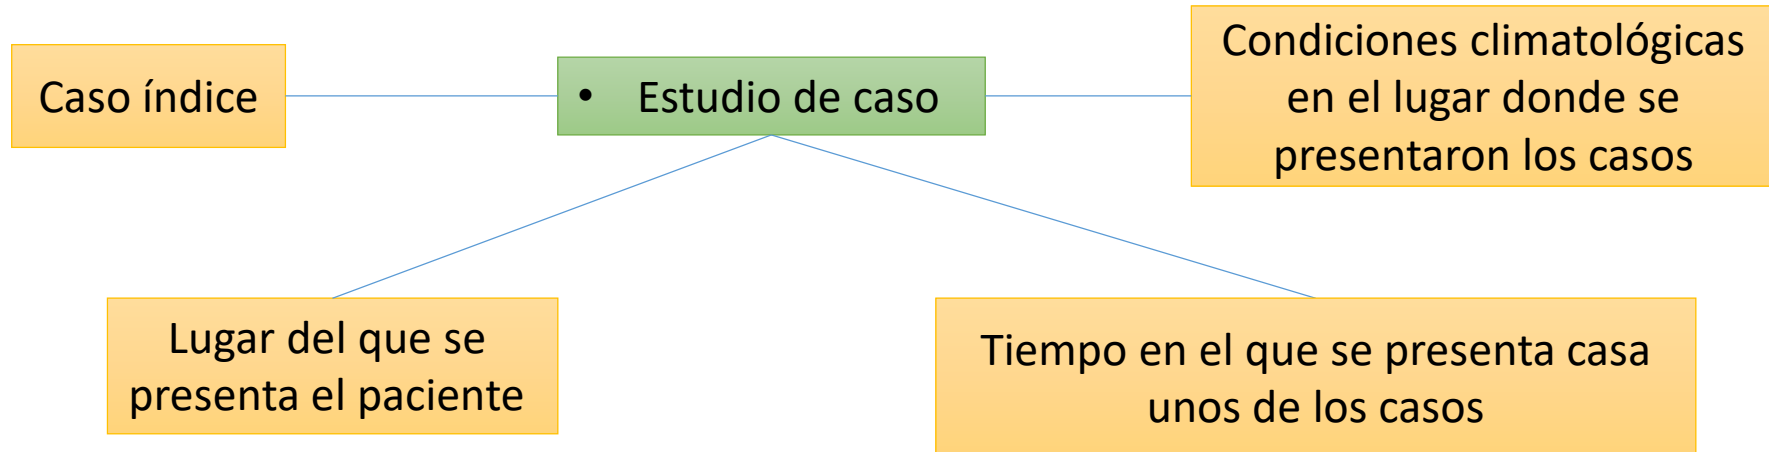 Caso índice
• Estudio de caso
Condiciones climatológicas
en el lugar donde se
presentaron los casos
Lugar del que se
presenta el paciente
Tiempo en el que se presenta casa
unos de los casos